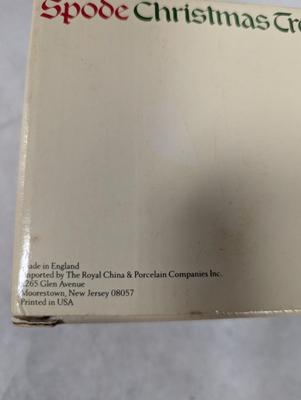 Spode Christmas Tre
ade in England
mported by The Royal China & Porcelain Companies Inc.
265 Glen Avenue
Moorestown, New Jersey 08057
Printed in USA